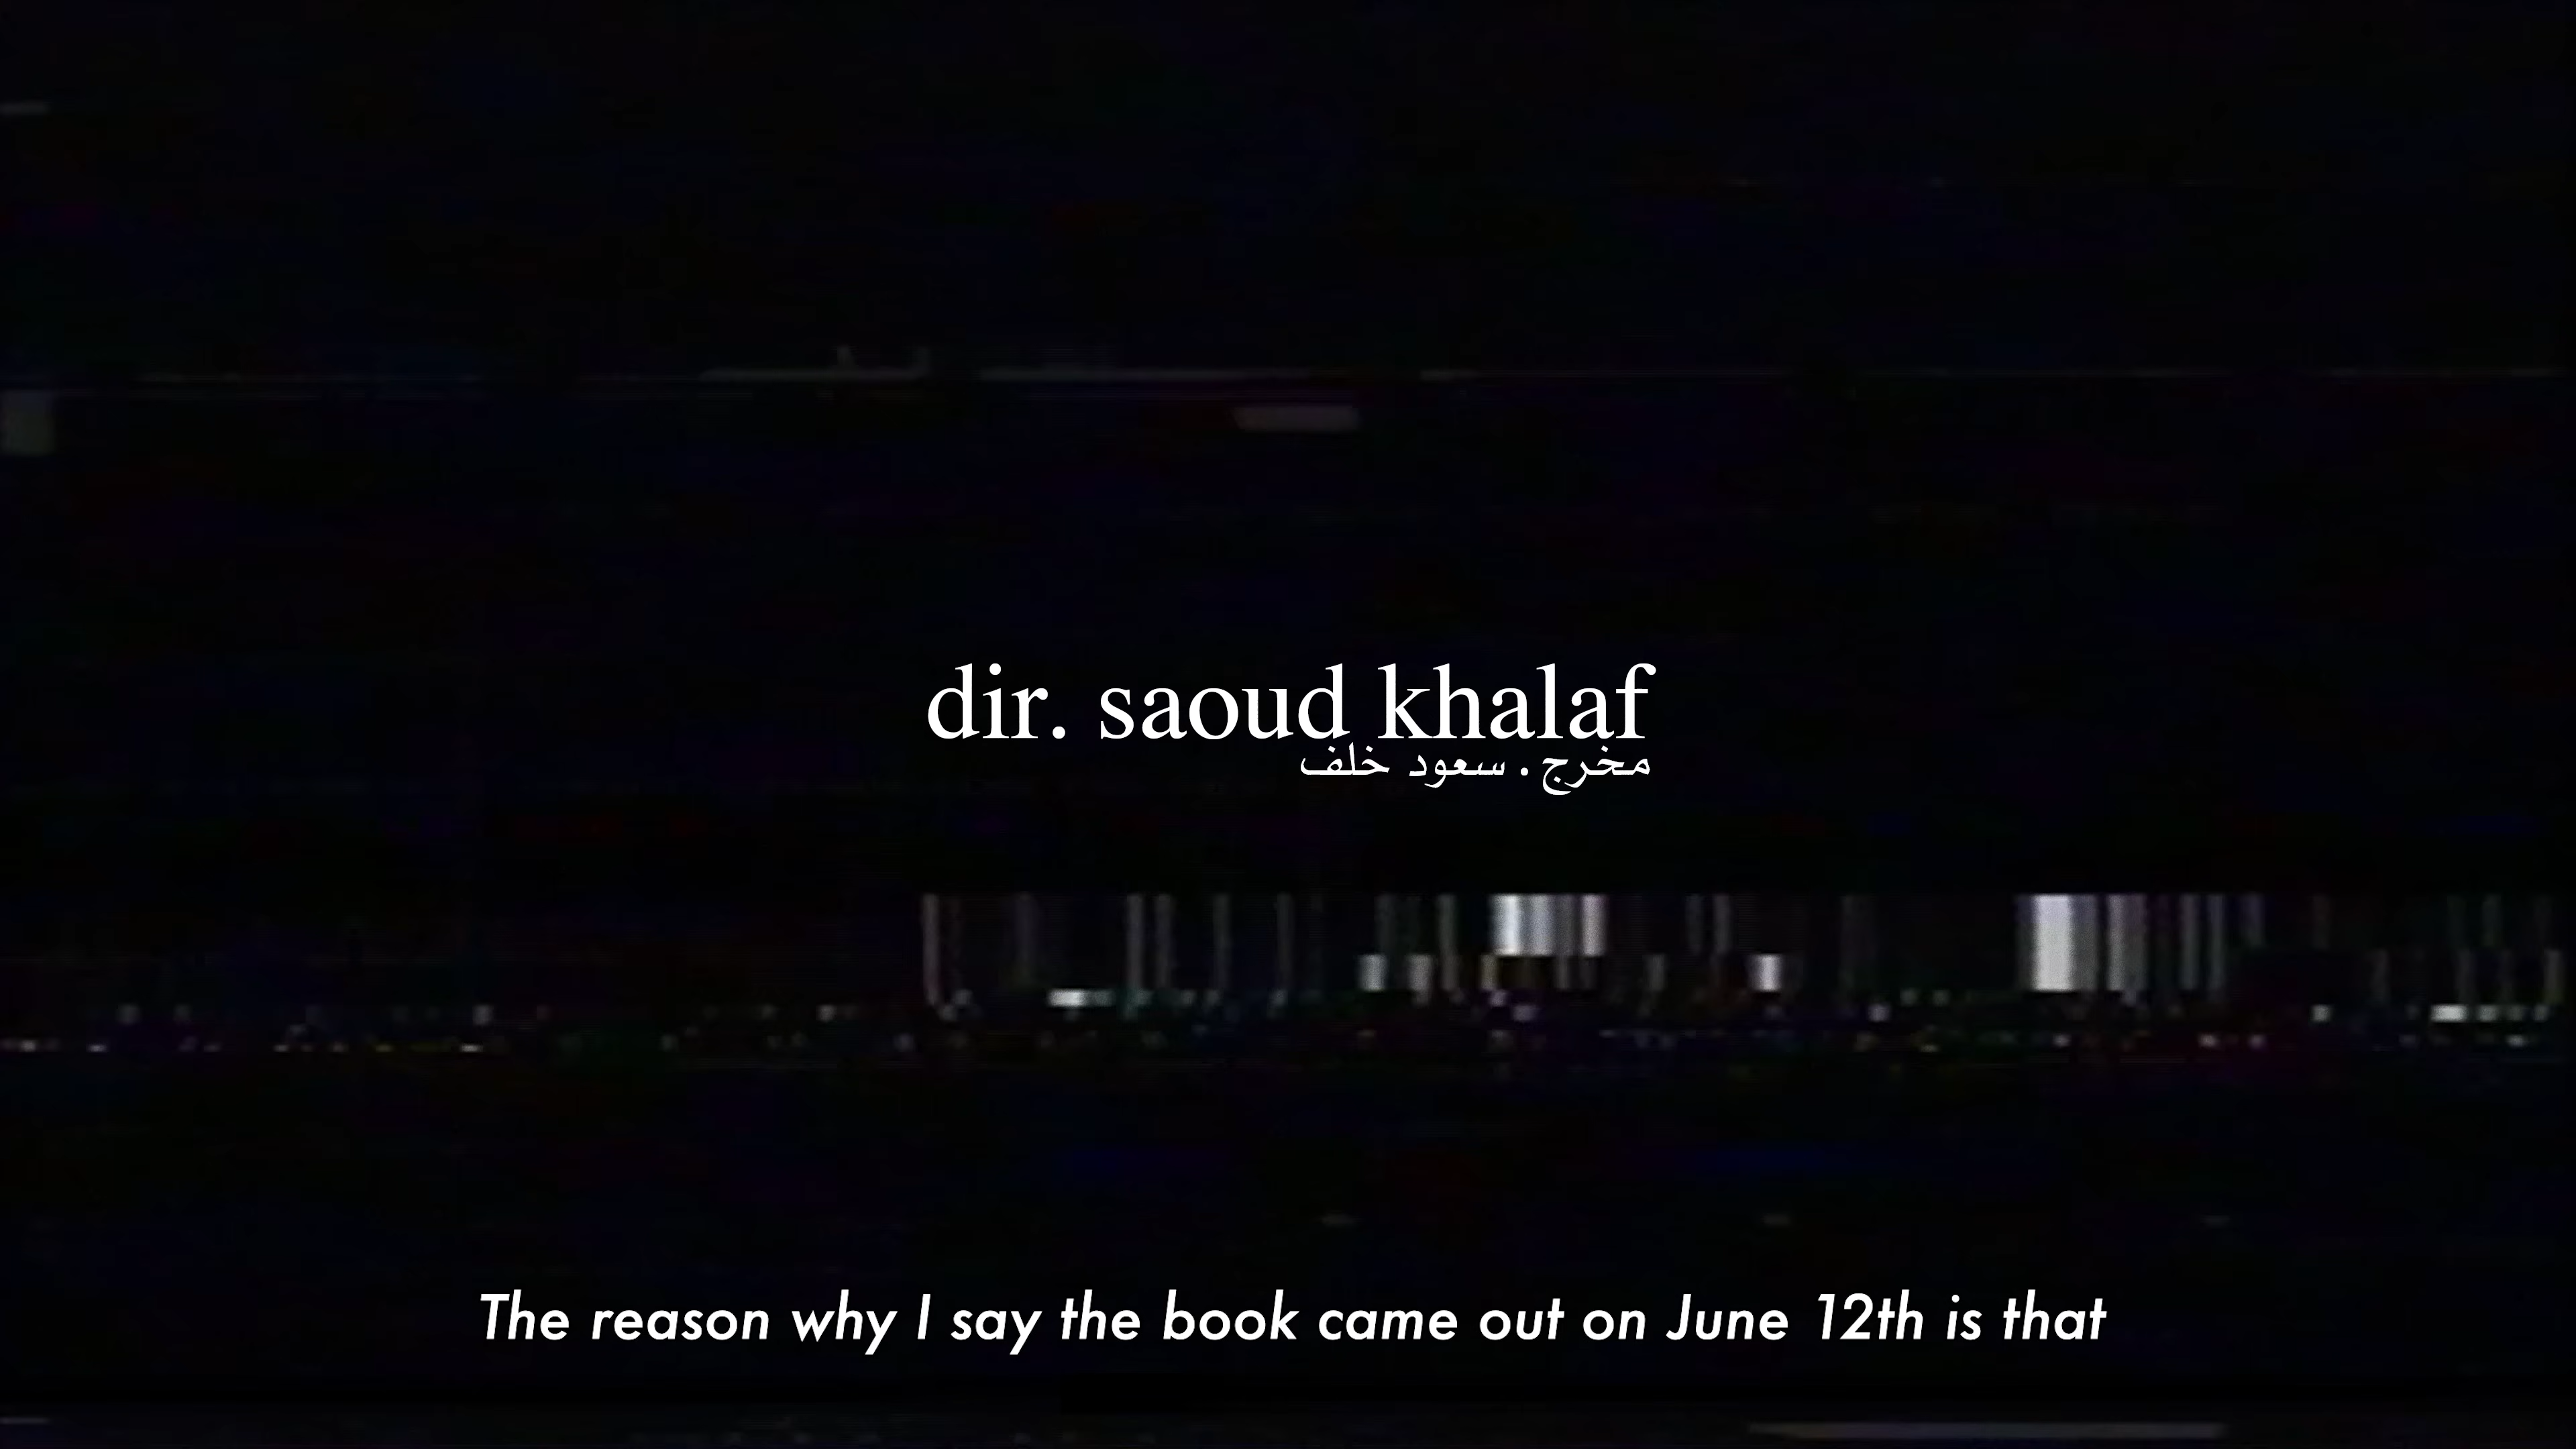 dir. saoud khalaf
مخرج . سعود خلف
The reason why I say the book came out on June 12th is that